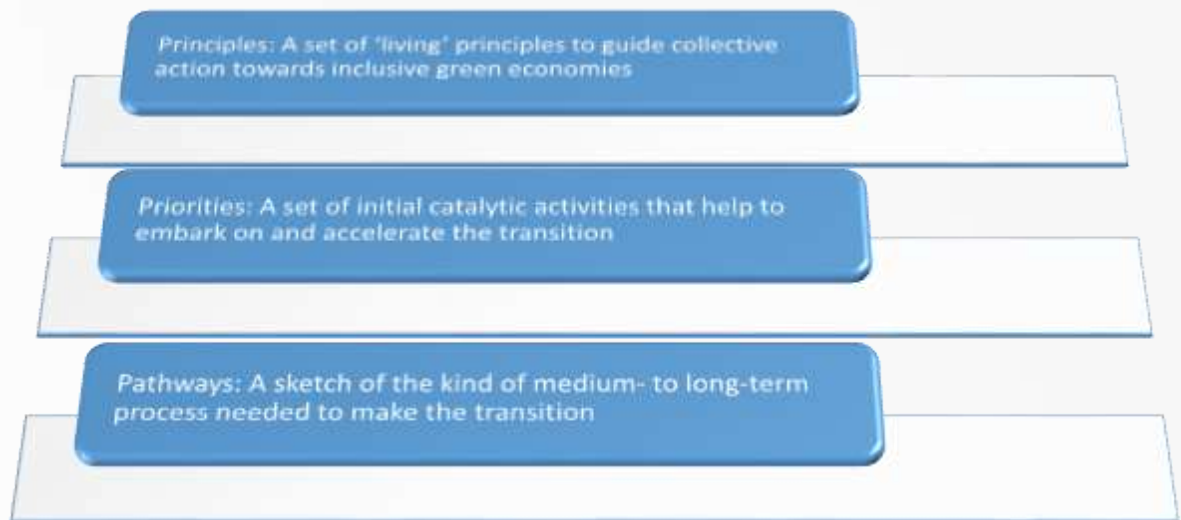 Principles: A set of 'living' principles to guide collective
action towards inclusive green economies
Priorities: A set of initial catalytic activities that help to
embark on and accelerate the transition
Pathways: A sketch of the kind of medium- to long-term
process needed to make the transition